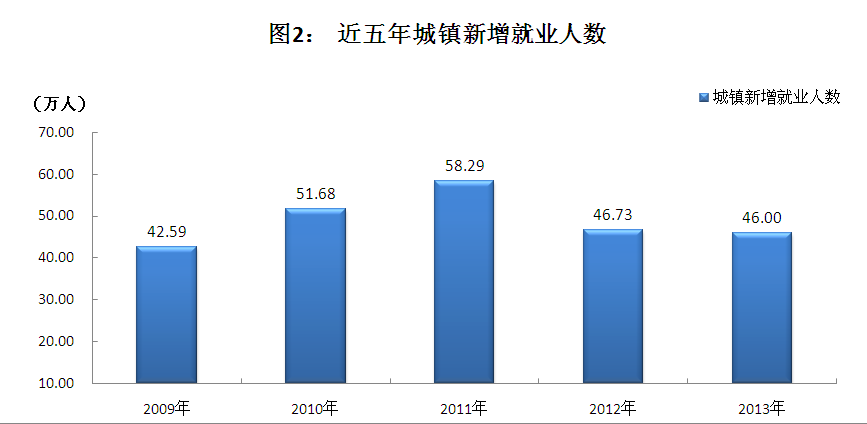 图2： 近五年城镇新增就业人数
（万人）
城镇新增就业人数
70.00
60.00
50.00
40.00
30.00
20.00
10.00
42.59
51.68
58.29
46.73
46.00
2009年
2010年
2011年
2012年
2013年